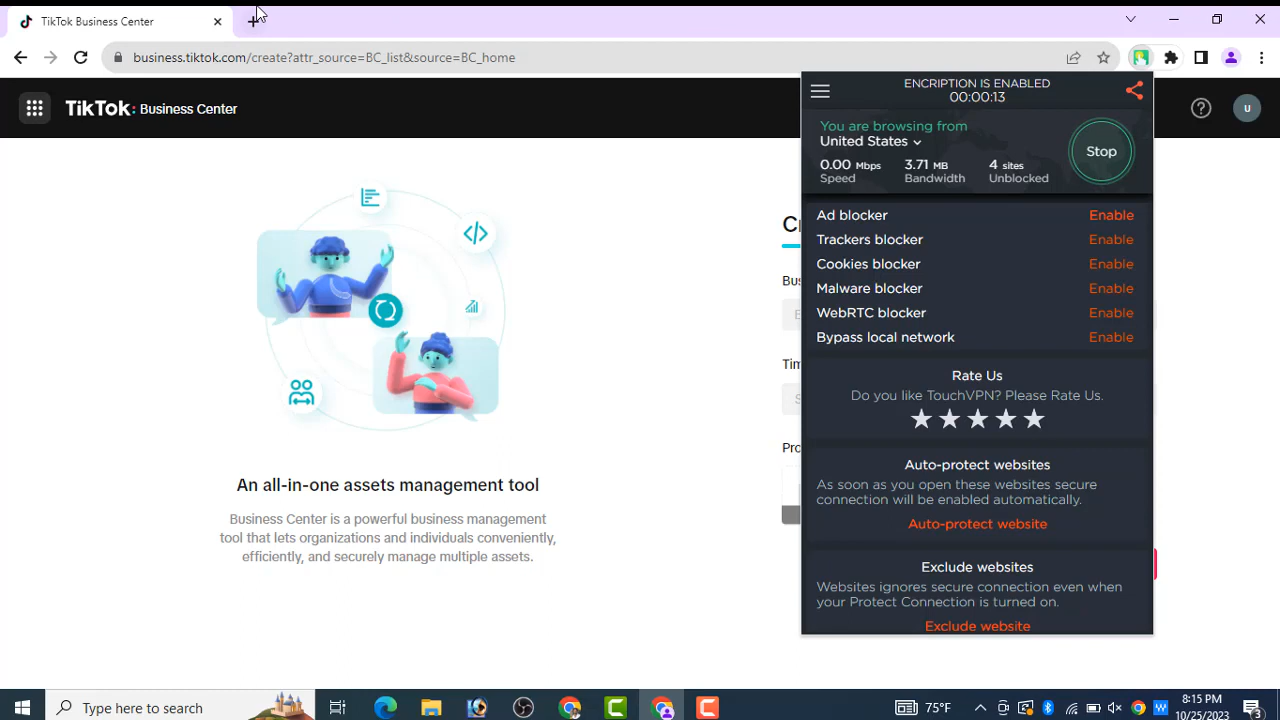 TikTok Business Center
business.tiktok.com/create?attr_source=BC_list&source=BC_home
TikTok: Business Center
U
An all-in-one assets management tool
Business Center is a powerful business management
tool that lets organizations and individuals conveniently,
efficiently, and securely manage multiple assets.
ENCRIPTION IS ENABLED
00:00:13
You are browsing from
United States
Stop
0.00 Mbps 3.71 MB 4 sites
Speed Bandwidth Unblocked
Ad blocker Enable
Trackers blocker Enable
Cookies blocker Enable
Malware blocker Enable
WebRTC blocker Enable
Bypass local network Enable
Rate Us
Do you like TouchVPN? Please Rate Us.
Auto-protect websites
As soon as you open these websites secure
connection will be enabled automatically.
Auto-protect website
Exclude websites
Websites ignores secure connection even when
your Protect Connection is turned on.
Exclude website
Type here to search
75°F
8:15 PM
10/25/2023
3